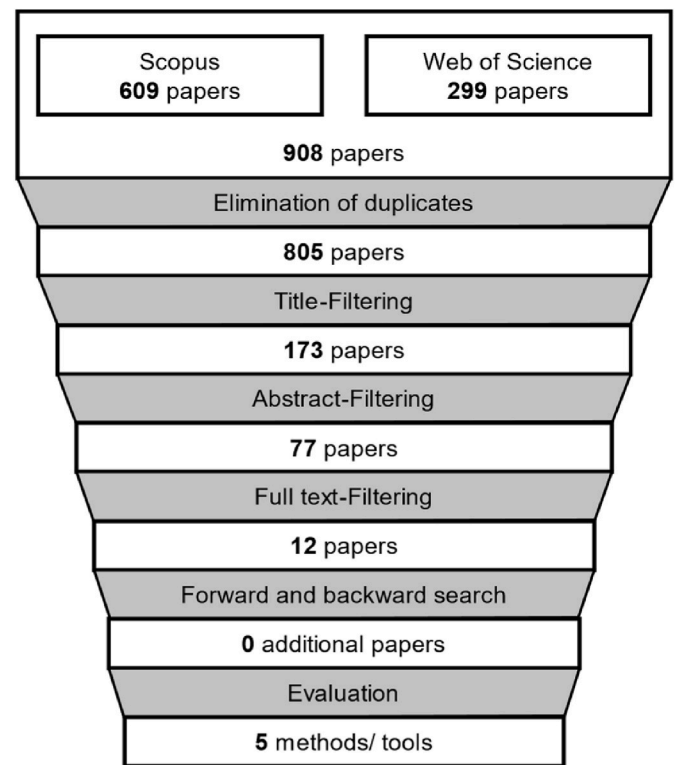 Scopus
609 papers
Web of Science
299 papers
908 papers
Elimination of duplicates
805 papers
Title-Filtering
173 papers
Abstract-Filtering
77 papers
Full text-Filtering
12 papers
Forward and backward search
0 additional papers
Evaluation
5 methods/ tools